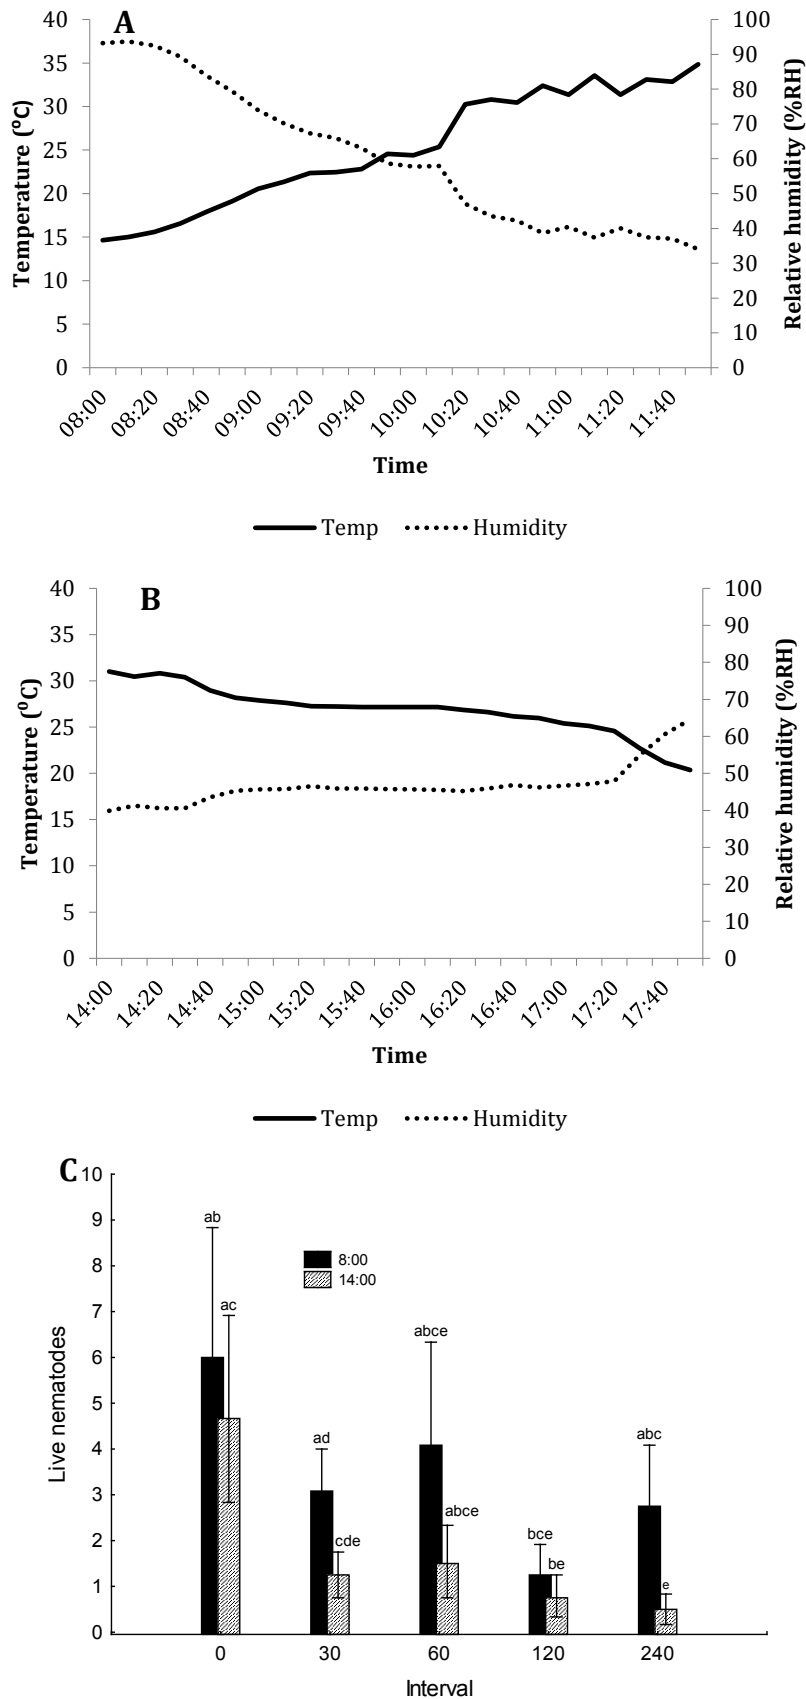 A
40
35
30
25
20
15
10
5
0
Temperature (⁰C)
100
90
80
70
60
50
40
30
20
10
0
Relative humidity (%RH)
08:00 08:20 08:40 09:00 09:20 09:40 10:00 10:20 10:40 11:00 11:20 11:40
Time
Temp Humidity
B
40
35
30
25
20
15
10
5
0
Temperature (⁰C)
100
90
80
70
60
50
40
30
20
10
0
Relative humidity (%RH)
14:00 14:20 14:40 15:00 15:20 15:40 16:00 16:20 16:40 17:00 17:20 17:40
Time
Temp Humidity
C
10
9
8
7
6
5
4
3
2
1
0
Live nematodes
8:00
14:00
ab
ac
ad
cde
abce
abce
bce
be
abc
e
0 30 60 120 240
Interval